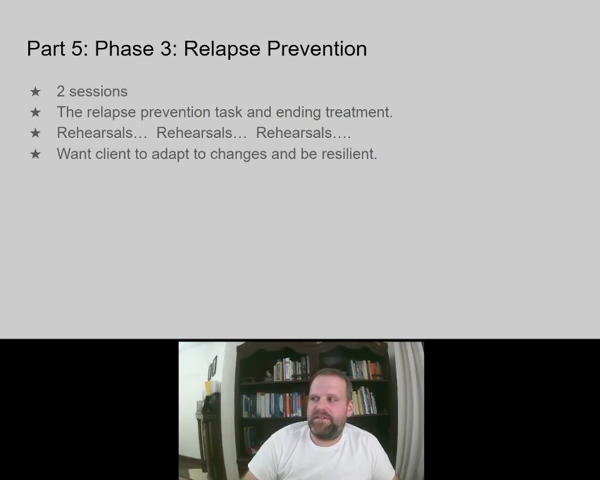 Part 5: Phase 3: Relapse Prevention
★ 2 sessions
★ The relapse prevention task and ending treatment.
★ Rehearsals… Rehearsals… Rehearsals….
★ Want client to adapt to changes and be resilient.